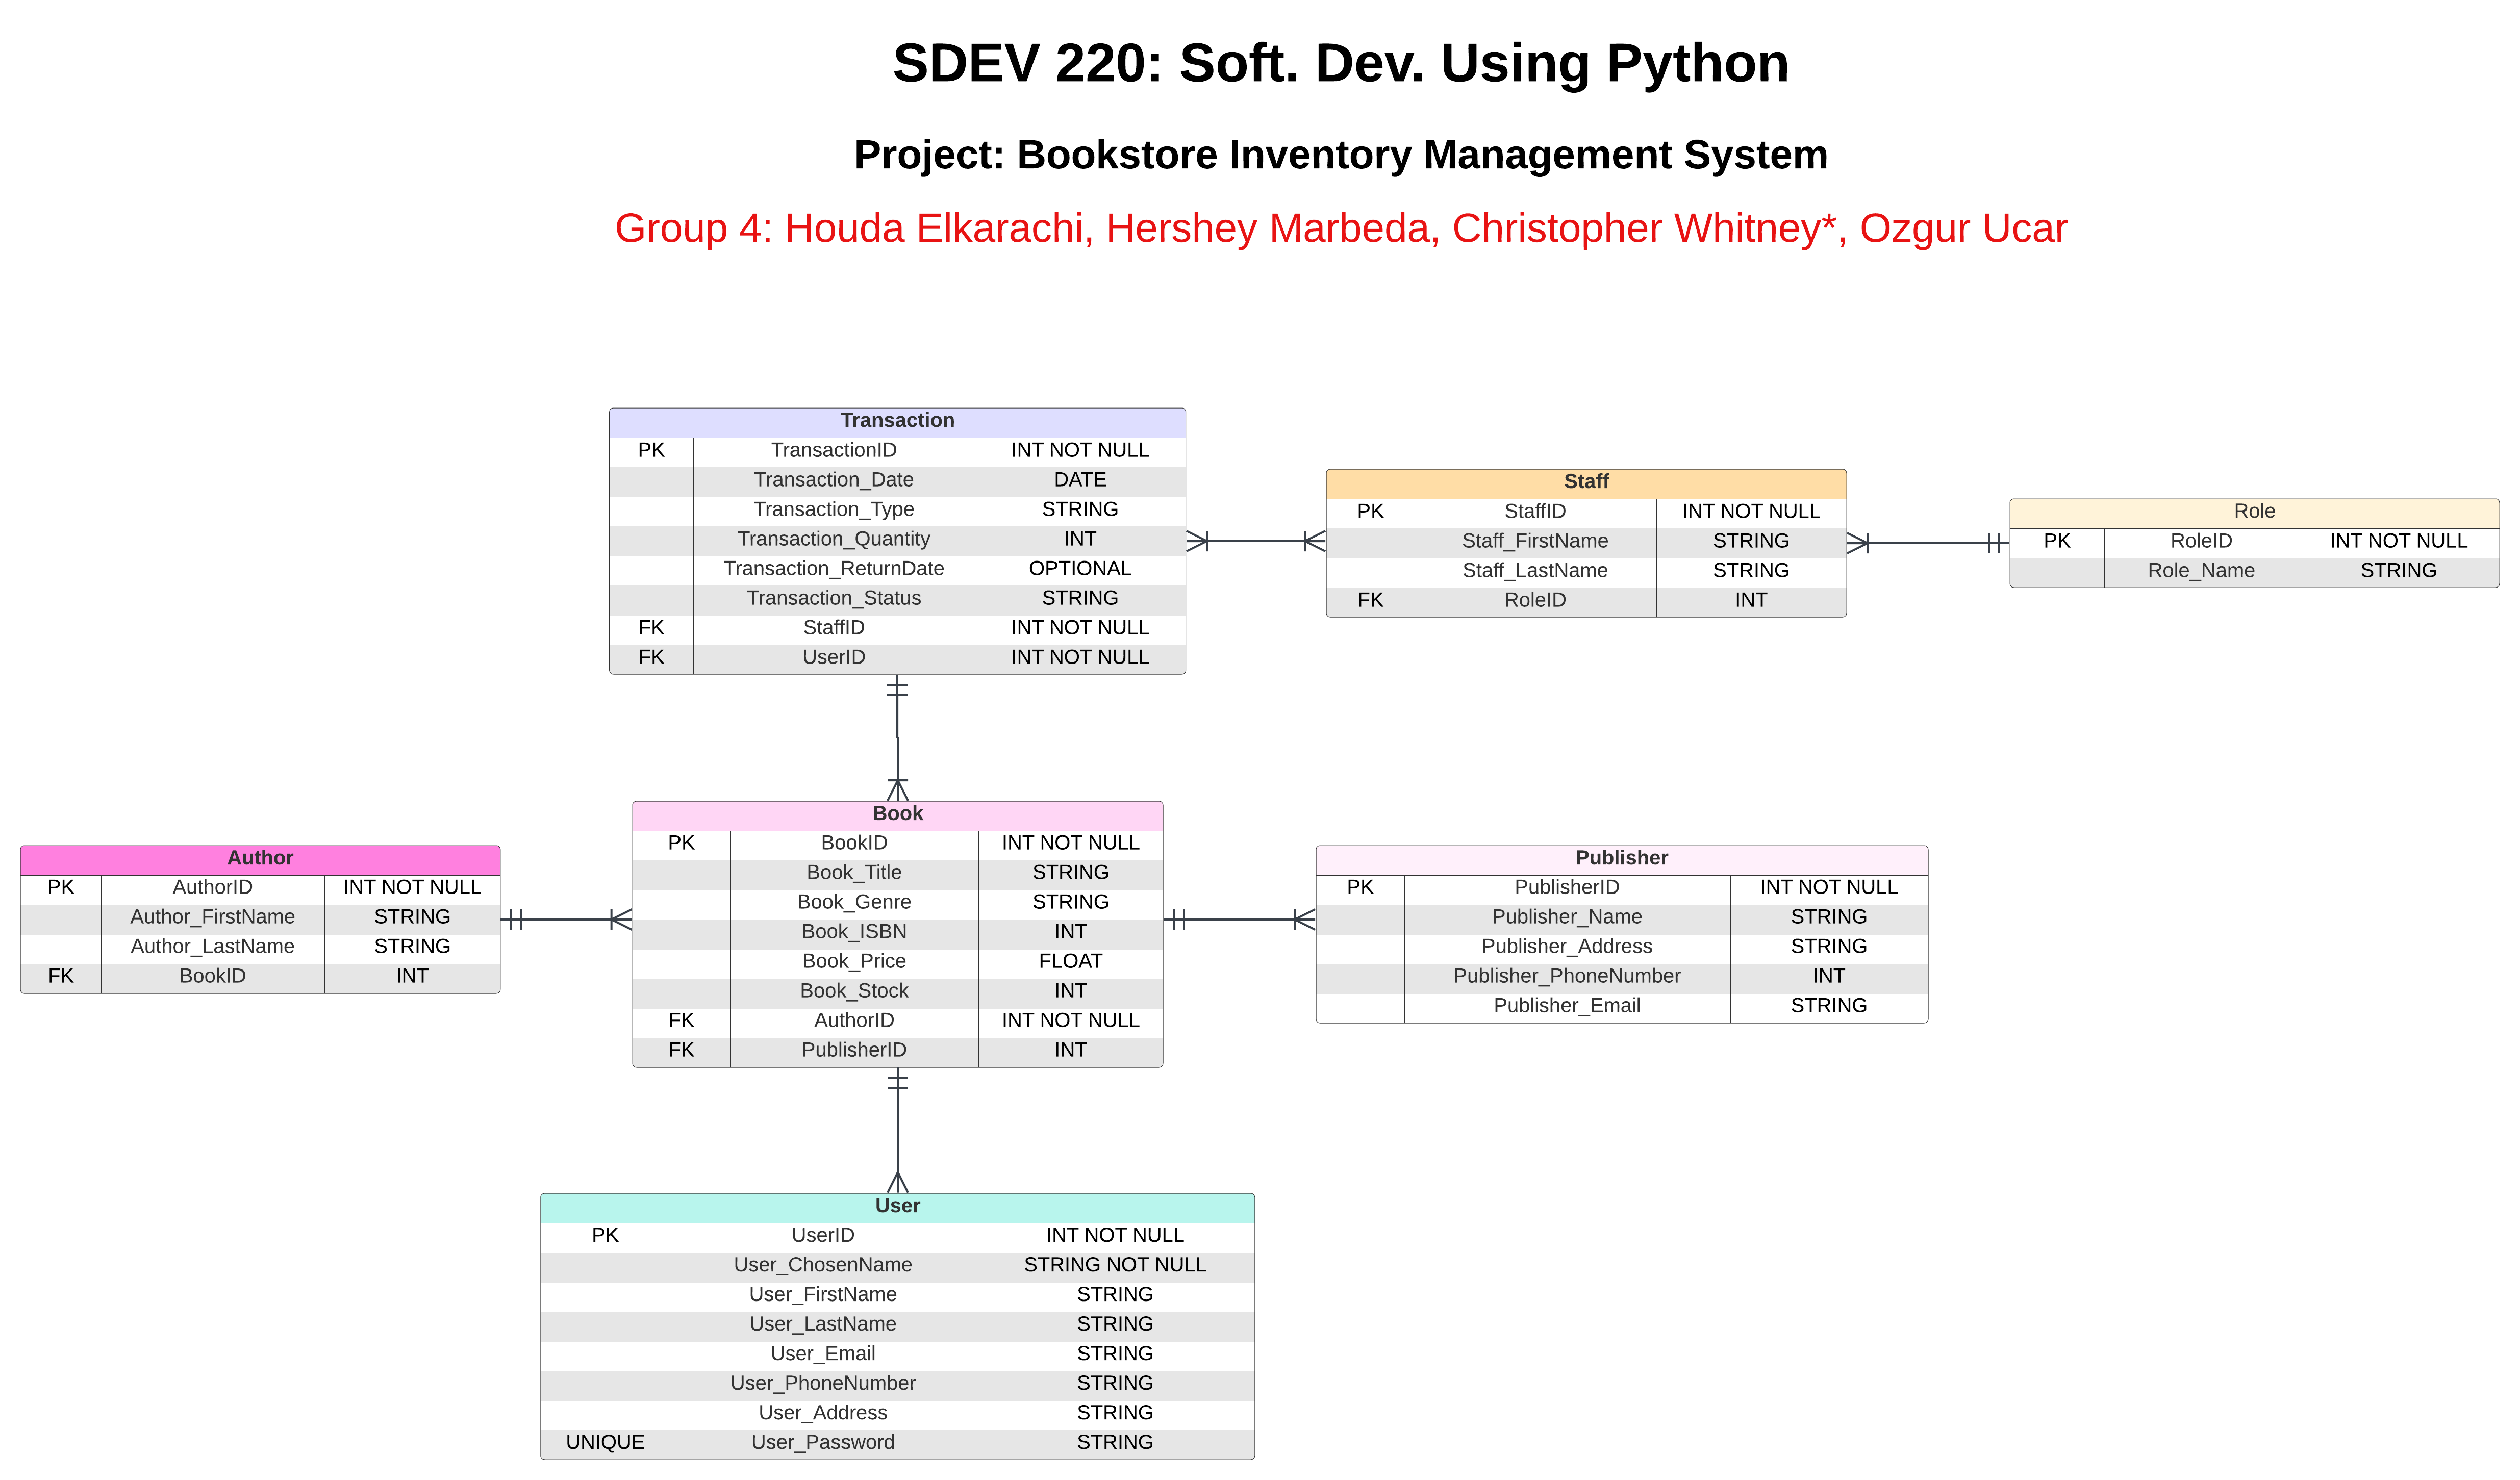 SDEV 220: Soft. Dev. Using Python
Project: Bookstore Inventory Management System
Group 4: Houda Elkarachi, Hershey Marbeda, Christopher Whitney*, Ozgur Ucar
Transaction
PK TransactionID INT NOT NULL
Transaction_Date DATE
Transaction_Type STRING
Transaction_Quantity INT
Transaction_ReturnDate OPTIONAL
Transaction_Status STRING
FK StaffID INT NOT NULL
FK UserID INT NOT NULL
Staff
PK StaffID INT NOT NULL
Staff_FirstName STRING
Staff_LastName STRING
FK RoleID INT
Role
PK RoleID INT NOT NULL
Role_Name STRING
Author
PK AuthorID INT NOT NULL
Author_FirstName STRING
Author_LastName STRING
FK BookID INT
Book
PK BookID INT NOT NULL
Book_Title STRING
Book_Genre STRING
Book_ISBN INT
Book_Price FLOAT
Book_Stock INT
FK AuthorID INT NOT NULL
FK PublisherID INT
Publisher
PK PublisherID INT NOT NULL
Publisher_Name STRING
Publisher_Address STRING
Publisher_PhoneNumber INT
Publisher_Email STRING
User
PK UserID INT NOT NULL
User_ChosenName STRING NOT NULL
User_FirstName STRING
User_LastName STRING
User_Email STRING
User_PhoneNumber STRING
User_Address STRING
UNIQUE User_Password STRING